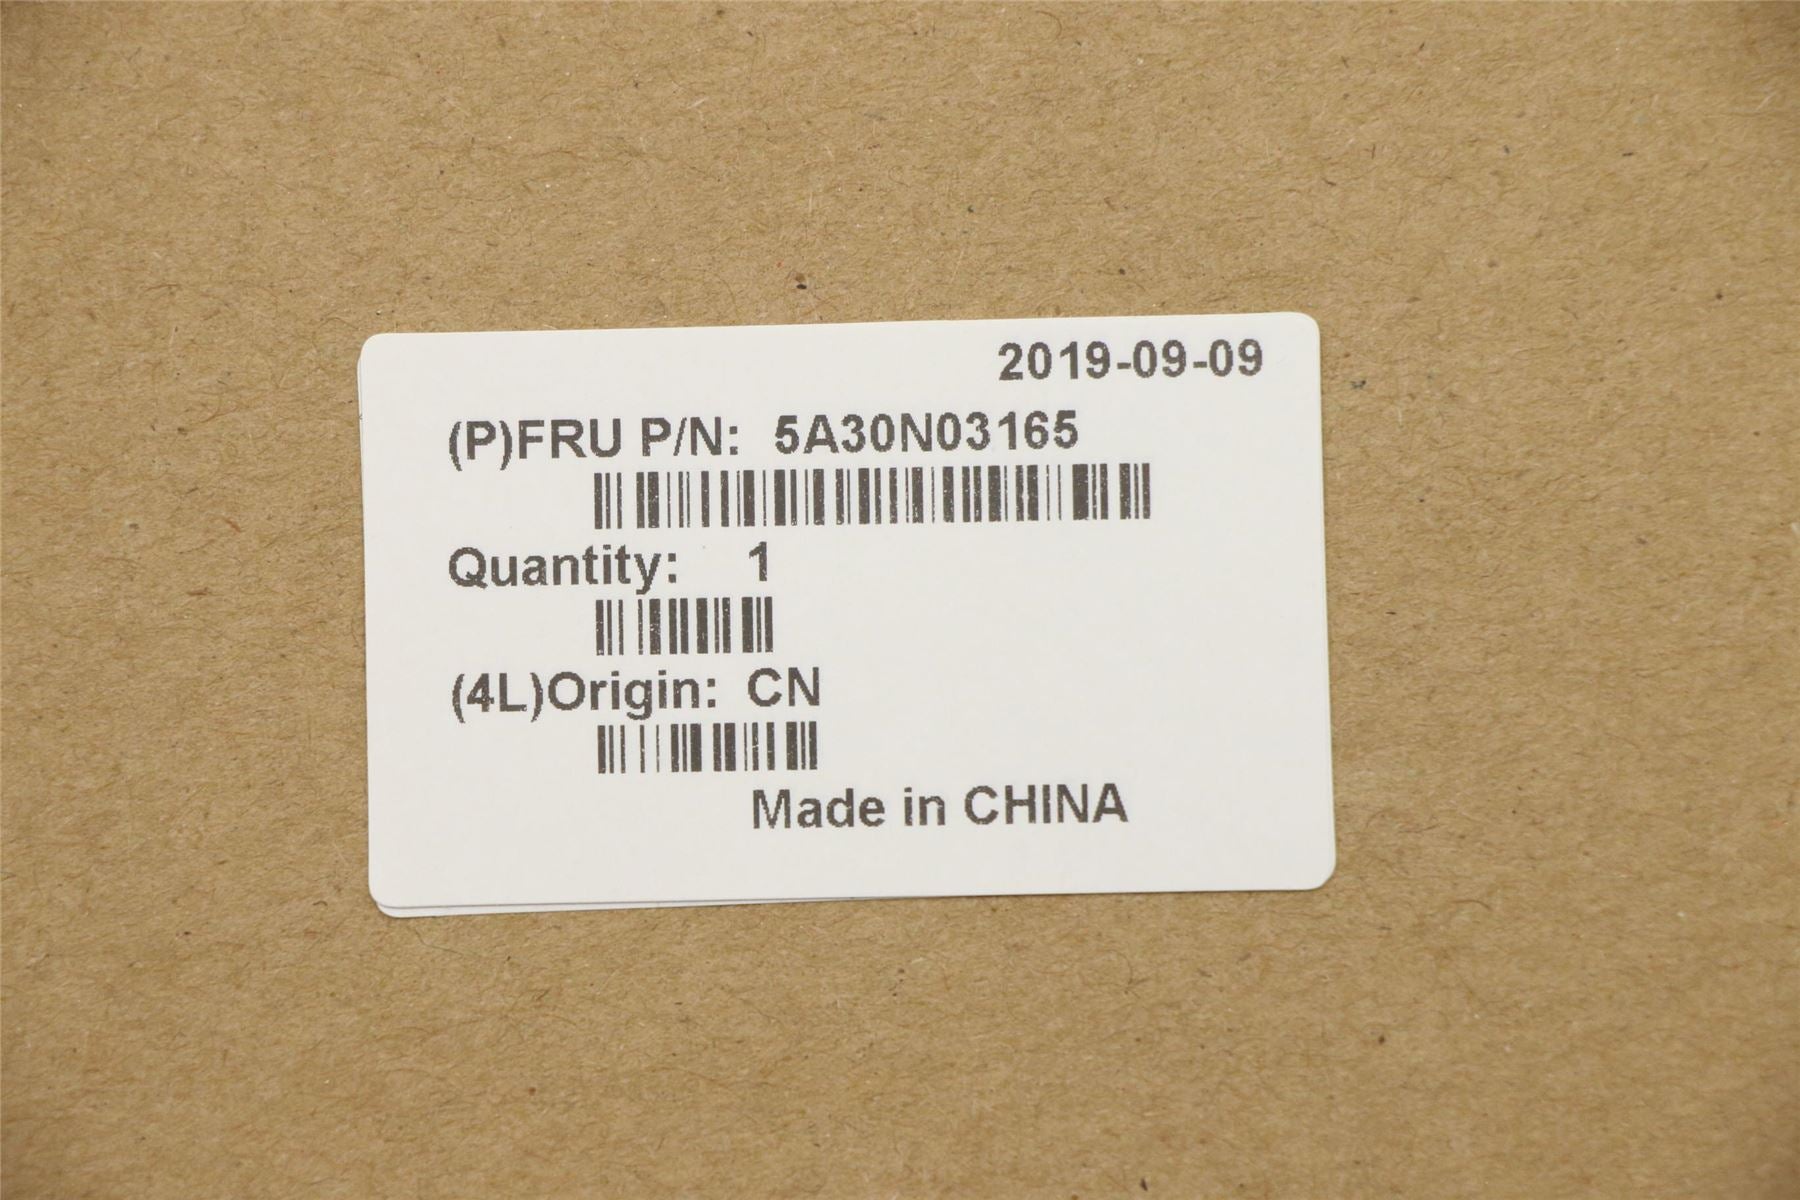 2019-09-09
(P)FRU P/N: 5A30N03165
Quantity: 1
(4L)Origin: CN
Made in CHINA